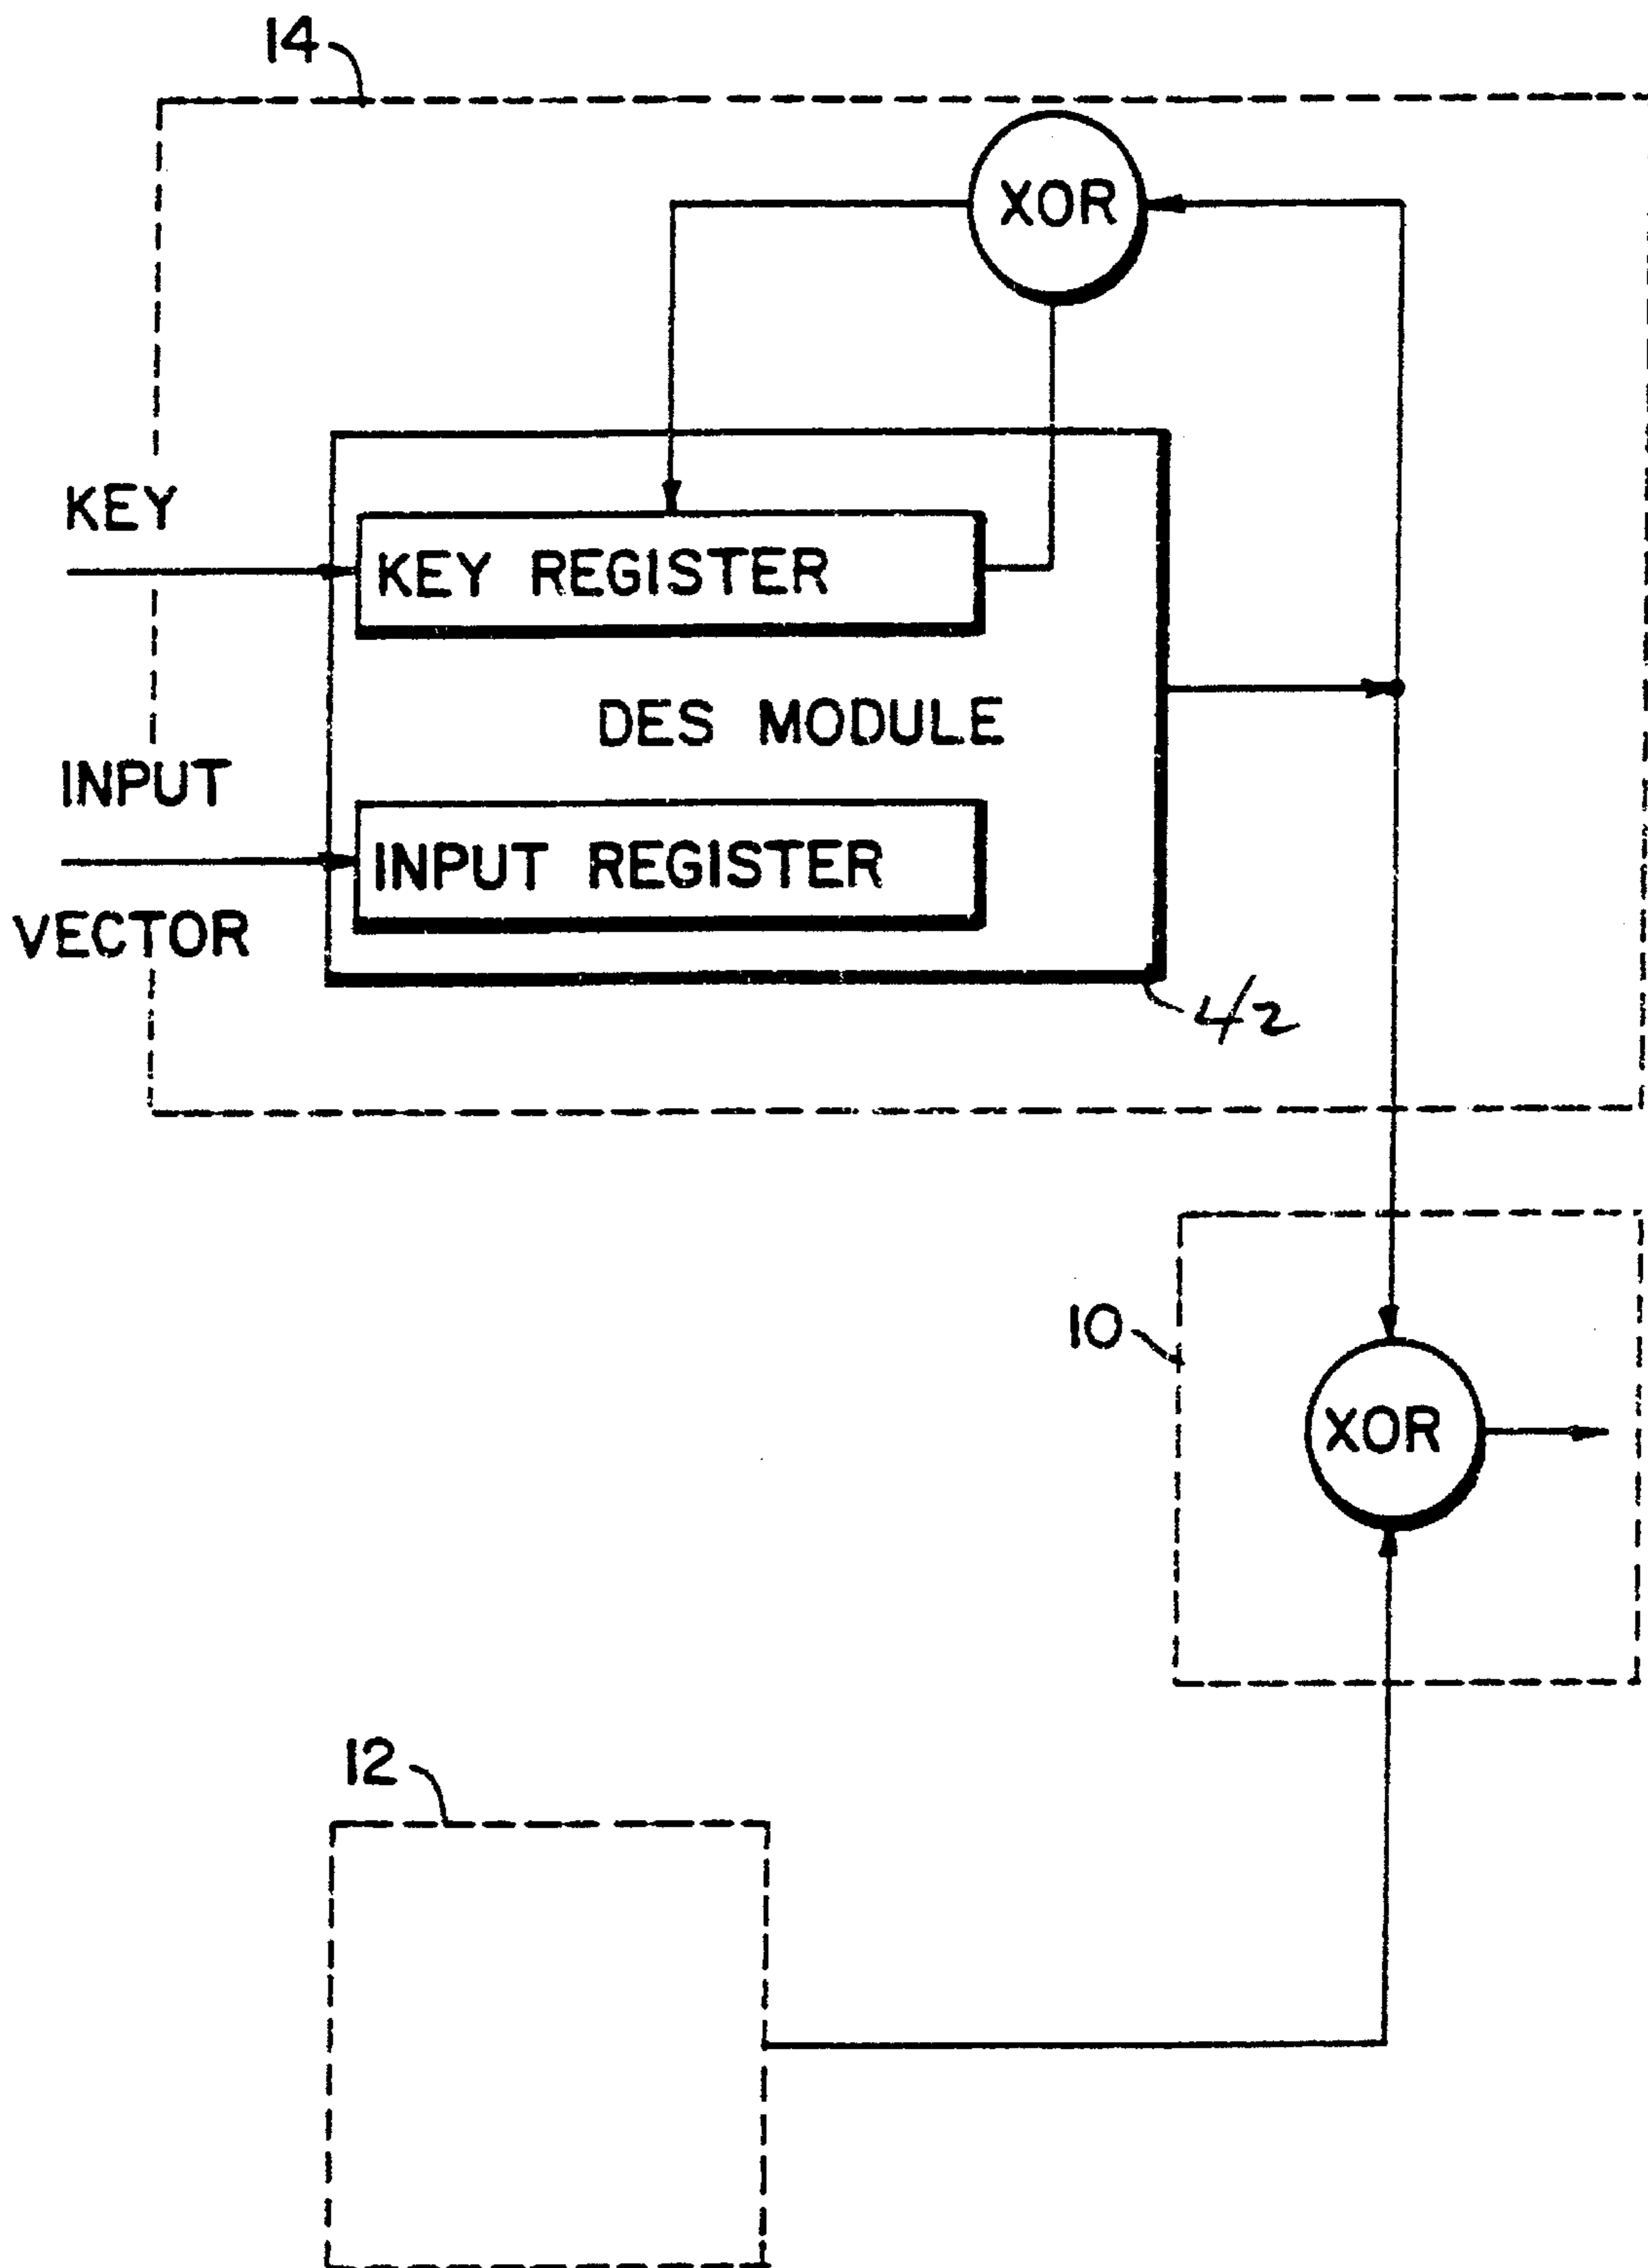 14
XOR
KEY
KEY REGISTER
DES MODULE
INPUT
INPUT REGISTER
VECTOR
42
10
XOR
12